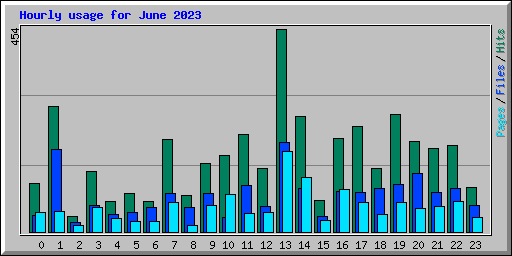 Hourly usage for June 2023
454
Pages / Files / Hits
0 1 2 3 4 5 6 7 8 9 10 11 12 13 14 15 16 17 18 19 20 21 22 23